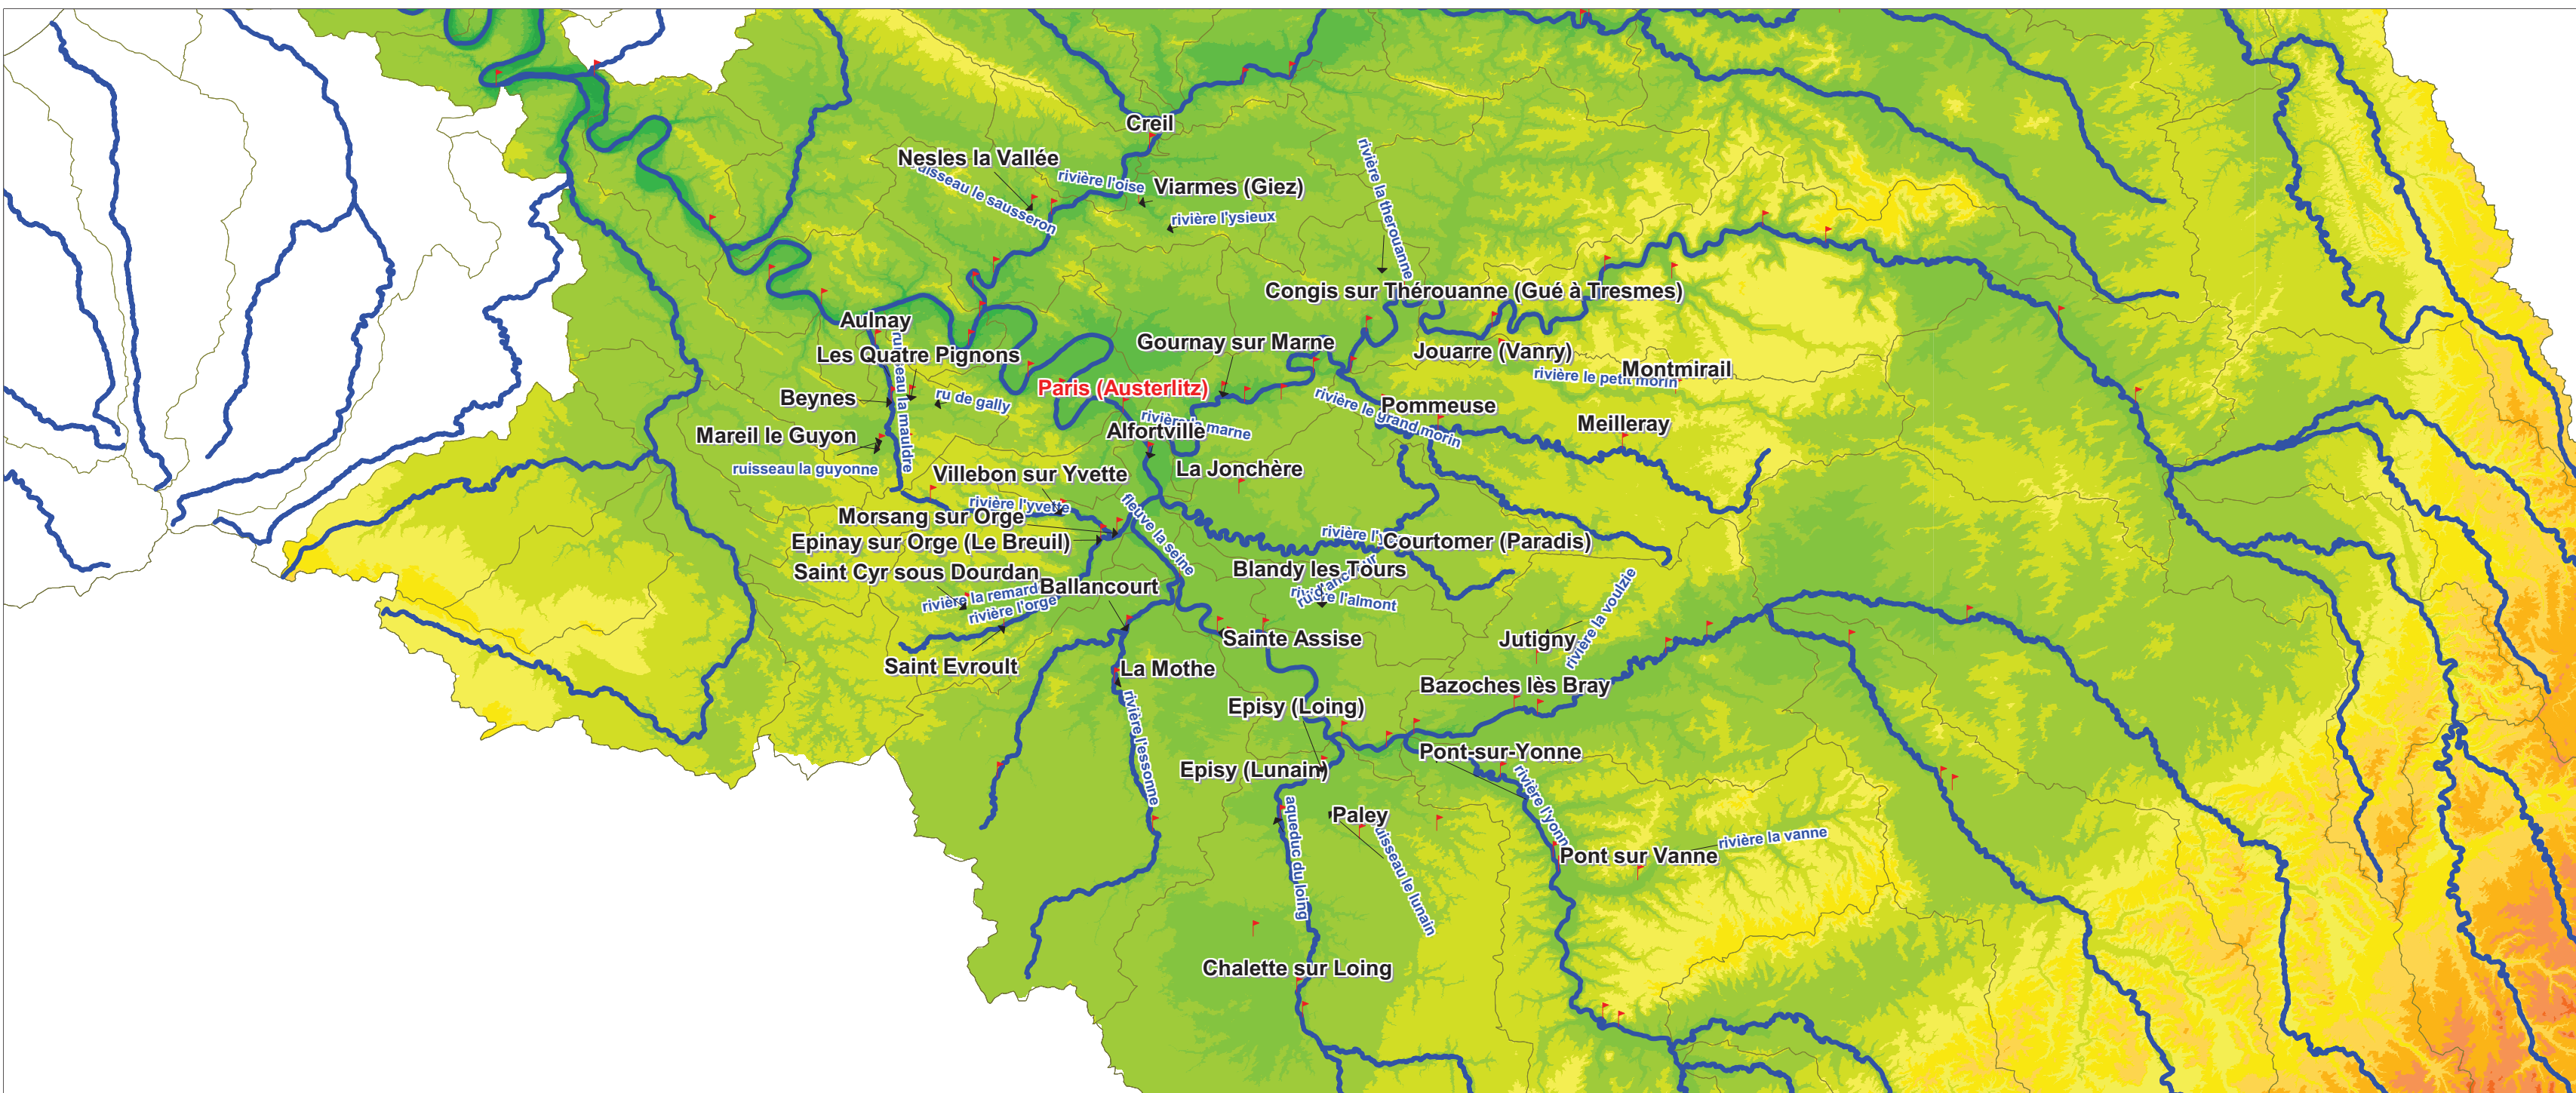 Creil
Nesles la Vallée
rivière l'oise
Viarmes (Giez)
ruisseau le sausseron
rivière l'ysieux
rivière la therouanne
Congis sur Thérouanne (Gué à Tresmes)
Aulnay
Gournay sur Marne
Jouarre (Vanry)
Les Quatre Pignons
Montmirail
rivière le petit morin
Paris (Austerlitz)
Beynes
ru de gally
ruisseau la mauldre
rivière le grand morin
Pommeuse
Meilleray
rivière la marne
Alfortville
Mareil le Guyon
ruisseau la guyonne
La Jonchère
Villebon sur Yvette
rivière l'yvette
Morsang sur Orge
fleuve la seine
Epinay sur Orge (Le Breuil)
rivière l'
Courtomer (Paradis)
Saint Cyr sous Dourdan
Blandy les Tours
Ballancourt
rivière la remard
rivière l'orge
rivière l'almont
rivière la voulzie
Sainte Assise
Jutigny
Saint Evroult
La Mothe
Bazoches lès Bray
rivière l'essonne
Episy (Loing)
Pont-sur-Yonne
Episy (Lunain)
rivière l'yonn
aqueduc du loing
Paley
ruisseau le lunain
rivière la vanne
Pont sur Vanne
Chalette sur Loing